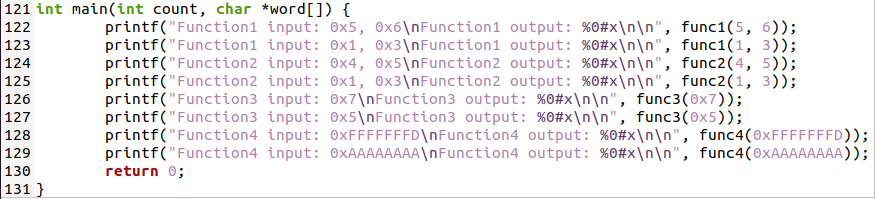 121 int main(int count, char *word[]) {
122         printf("Function1 input: 0x5, 0x6\nFunction1 output: %0#x\n\n", func1(5, 6));
123         printf("Function1 input: 0x1, 0x3\nFunction1 output: %0#x\n\n", func1(1, 3));
124         printf("Function2 input: 0x4, 0x5\nFunction2 output: %0#x\n\n", func2(4, 5));
125         printf("Function2 input: 0x1, 0x3\nFunction2 output: %0#x\n\n", func2(1, 3));
126         printf("Function3 input: 0x7\nFunction3 output: %0#x\n\n", func3(0x7));
127         printf("Function3 input: 0x5\nFunction3 output: %0#x\n\n", func3(0x5));
128         printf("Function4 input: 0xFFFFFFFD\nFunction4 output: %0#x\n\n", func4(0xFFFFFFFD));
129         printf("Function4 input: 0xAAAAAAAA\nFunction4 output: %0#x\n\n", func4(0xAAAAAAAA));
130         return 0;
131 }